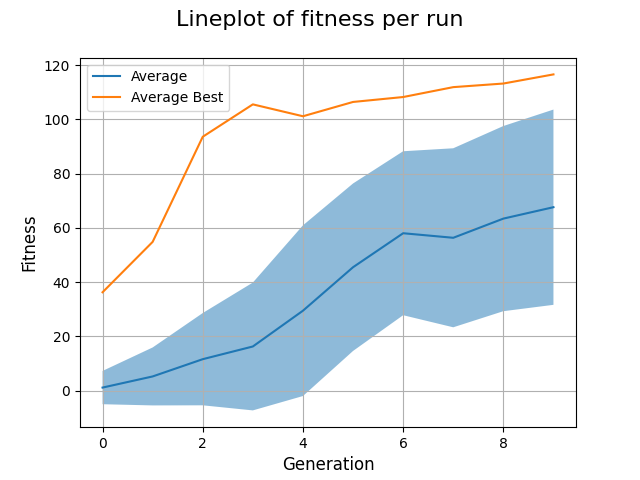 Lineplot of fitness per run
Average
Average Best
120
100
80
60
40
20
0
Fitness
0 2 4 6 8
Generation